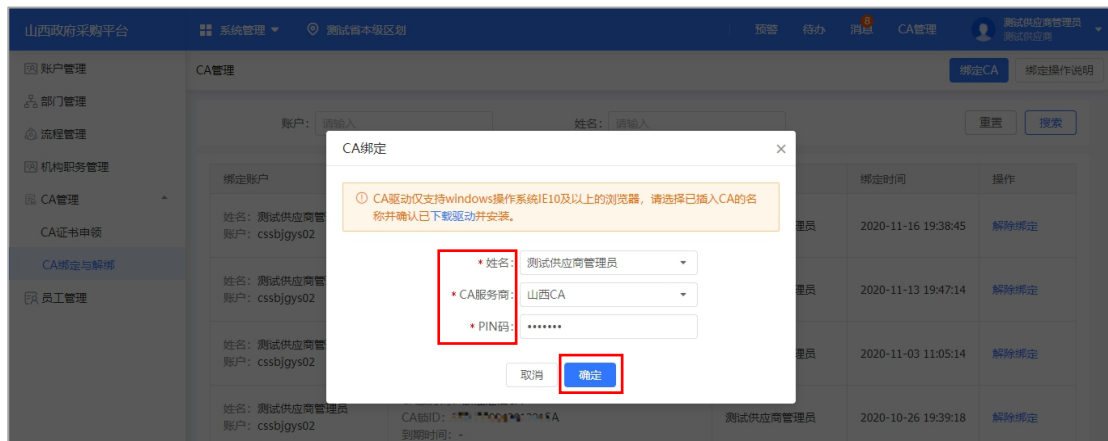 山西政府采购平台
系统管理
测试省本级区划
预警
待办
消息
8
CA管理
测试供应商管理员
测试供应商
账户管理
部门管理
流程管理
机构职务管理
CA管理
CA证书申领
CA绑定与解绑
员工管理
CA管理
绑定CA
绑定操作说明
账户：
请输入
姓名：
请输入
重置
搜索
CA绑定
CA驱动仅支持windows操作系统IE10及以上的浏览器，请选择已插入CA的名
称并确认已下载驱动并安装。
* 姓名：
测试供应商管理员
* CA服务商：
山西CA
* PIN码：
•••••••
取消
确定
绑定账户
绑定时间
操作
姓名：测试供应商管
账户：cssbjgys02
理员
2020-11-16 19:38:45
解除绑定
姓名：测试供应商管
账户：cssbjgys02
理员
2020-11-13 19:47:14
解除绑定
姓名：测试供应商管
账户：cssbjgys02
理员
2020-11-03 11:05:14
解除绑定
姓名：测试供应商管理员
账户：cssbjgys02
CA锁ID：
到期时间：-
测试供应商管理员
2020-10-26 19:39:18
解除绑定